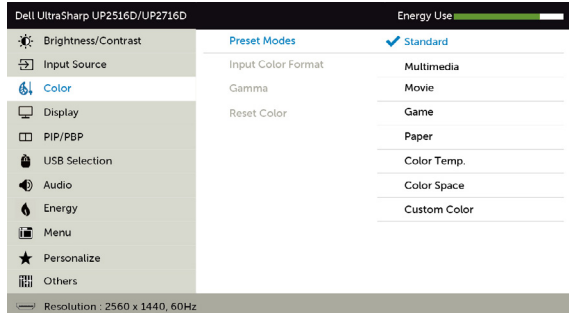 Dell UltraSharp UP2516D/UP2716D Energy Use
Brightness/Contrast Preset Modes Standard
Input Source Input Color Format Multimedia
Color Gamma Movie
Display Reset Color Game
PIP/PBP Paper
USB Selection Color Temp.
Audio Color Space
Energy Custom Color
Menu
Personalize
Others
Resolution : 2560 x 1440, 60Hz